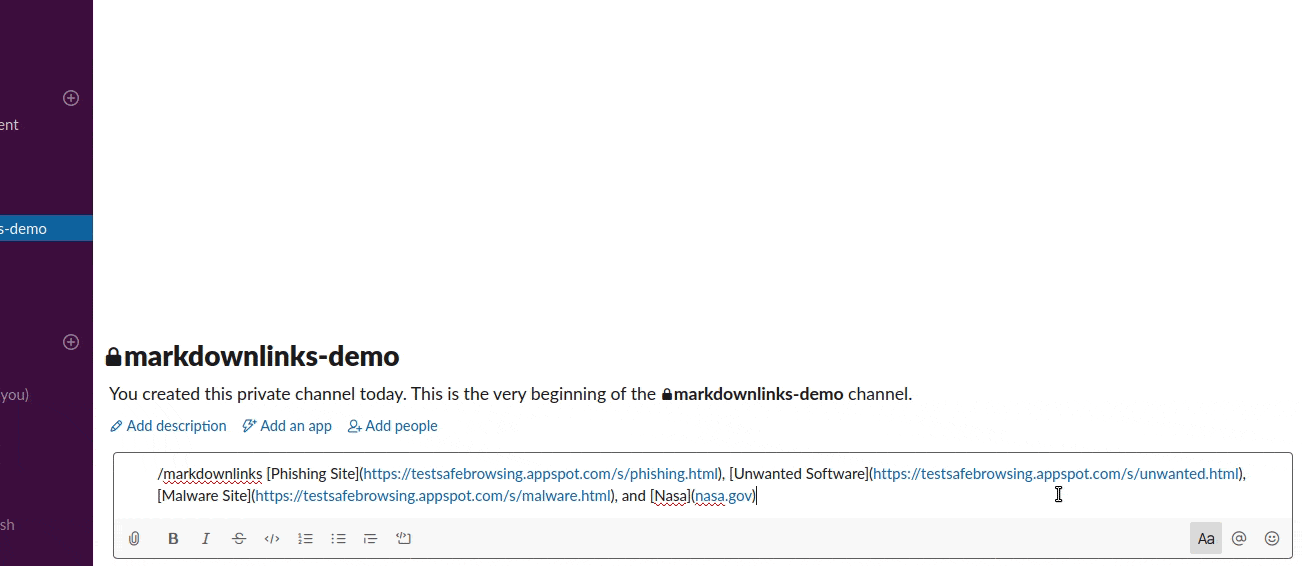 ent
s-demo
you)
sh
markdownlinks-demo
You created this private channel today. This is the very beginning of the markdownlinks-demo channel.
Add description Add an app Add people
/markdownlinks [Phishing Site](https://testsafebrowsing.appspot.com/s/phishing.html), [Unwanted Software](https://testsafebrowsing.appspot.com/s/unwanted.html),
[Malware Site](https://testsafebrowsing.appspot.com/s/malware.html), and [Nasa](nasa.gov)
B I S </> Aa @